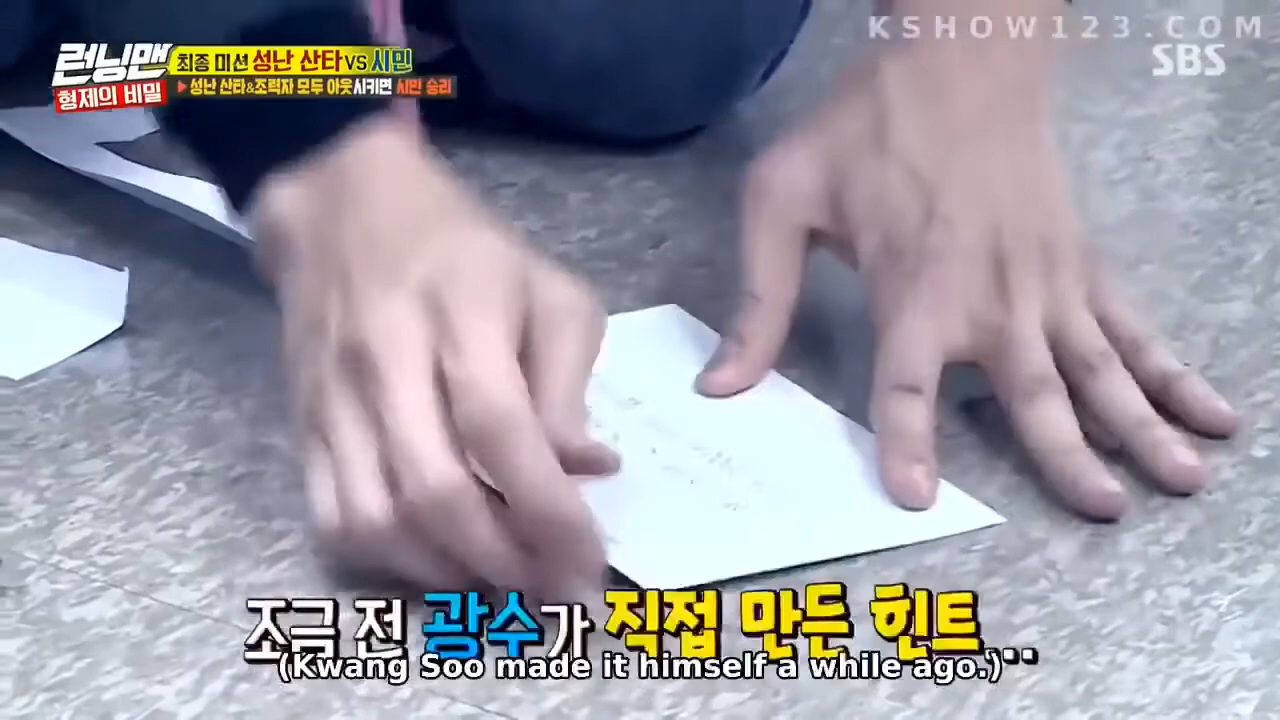 KSHOW123.COM
SBS
런닝맨
형제의 비밀
최종 미션 성난 산타 VS 시민
▶ 성난 산타&조력자 모두 아웃시키면 시민 승리
조금 전 광수가 직접 만든 힌트...
(Kwang Soo made it himself a while ago.)